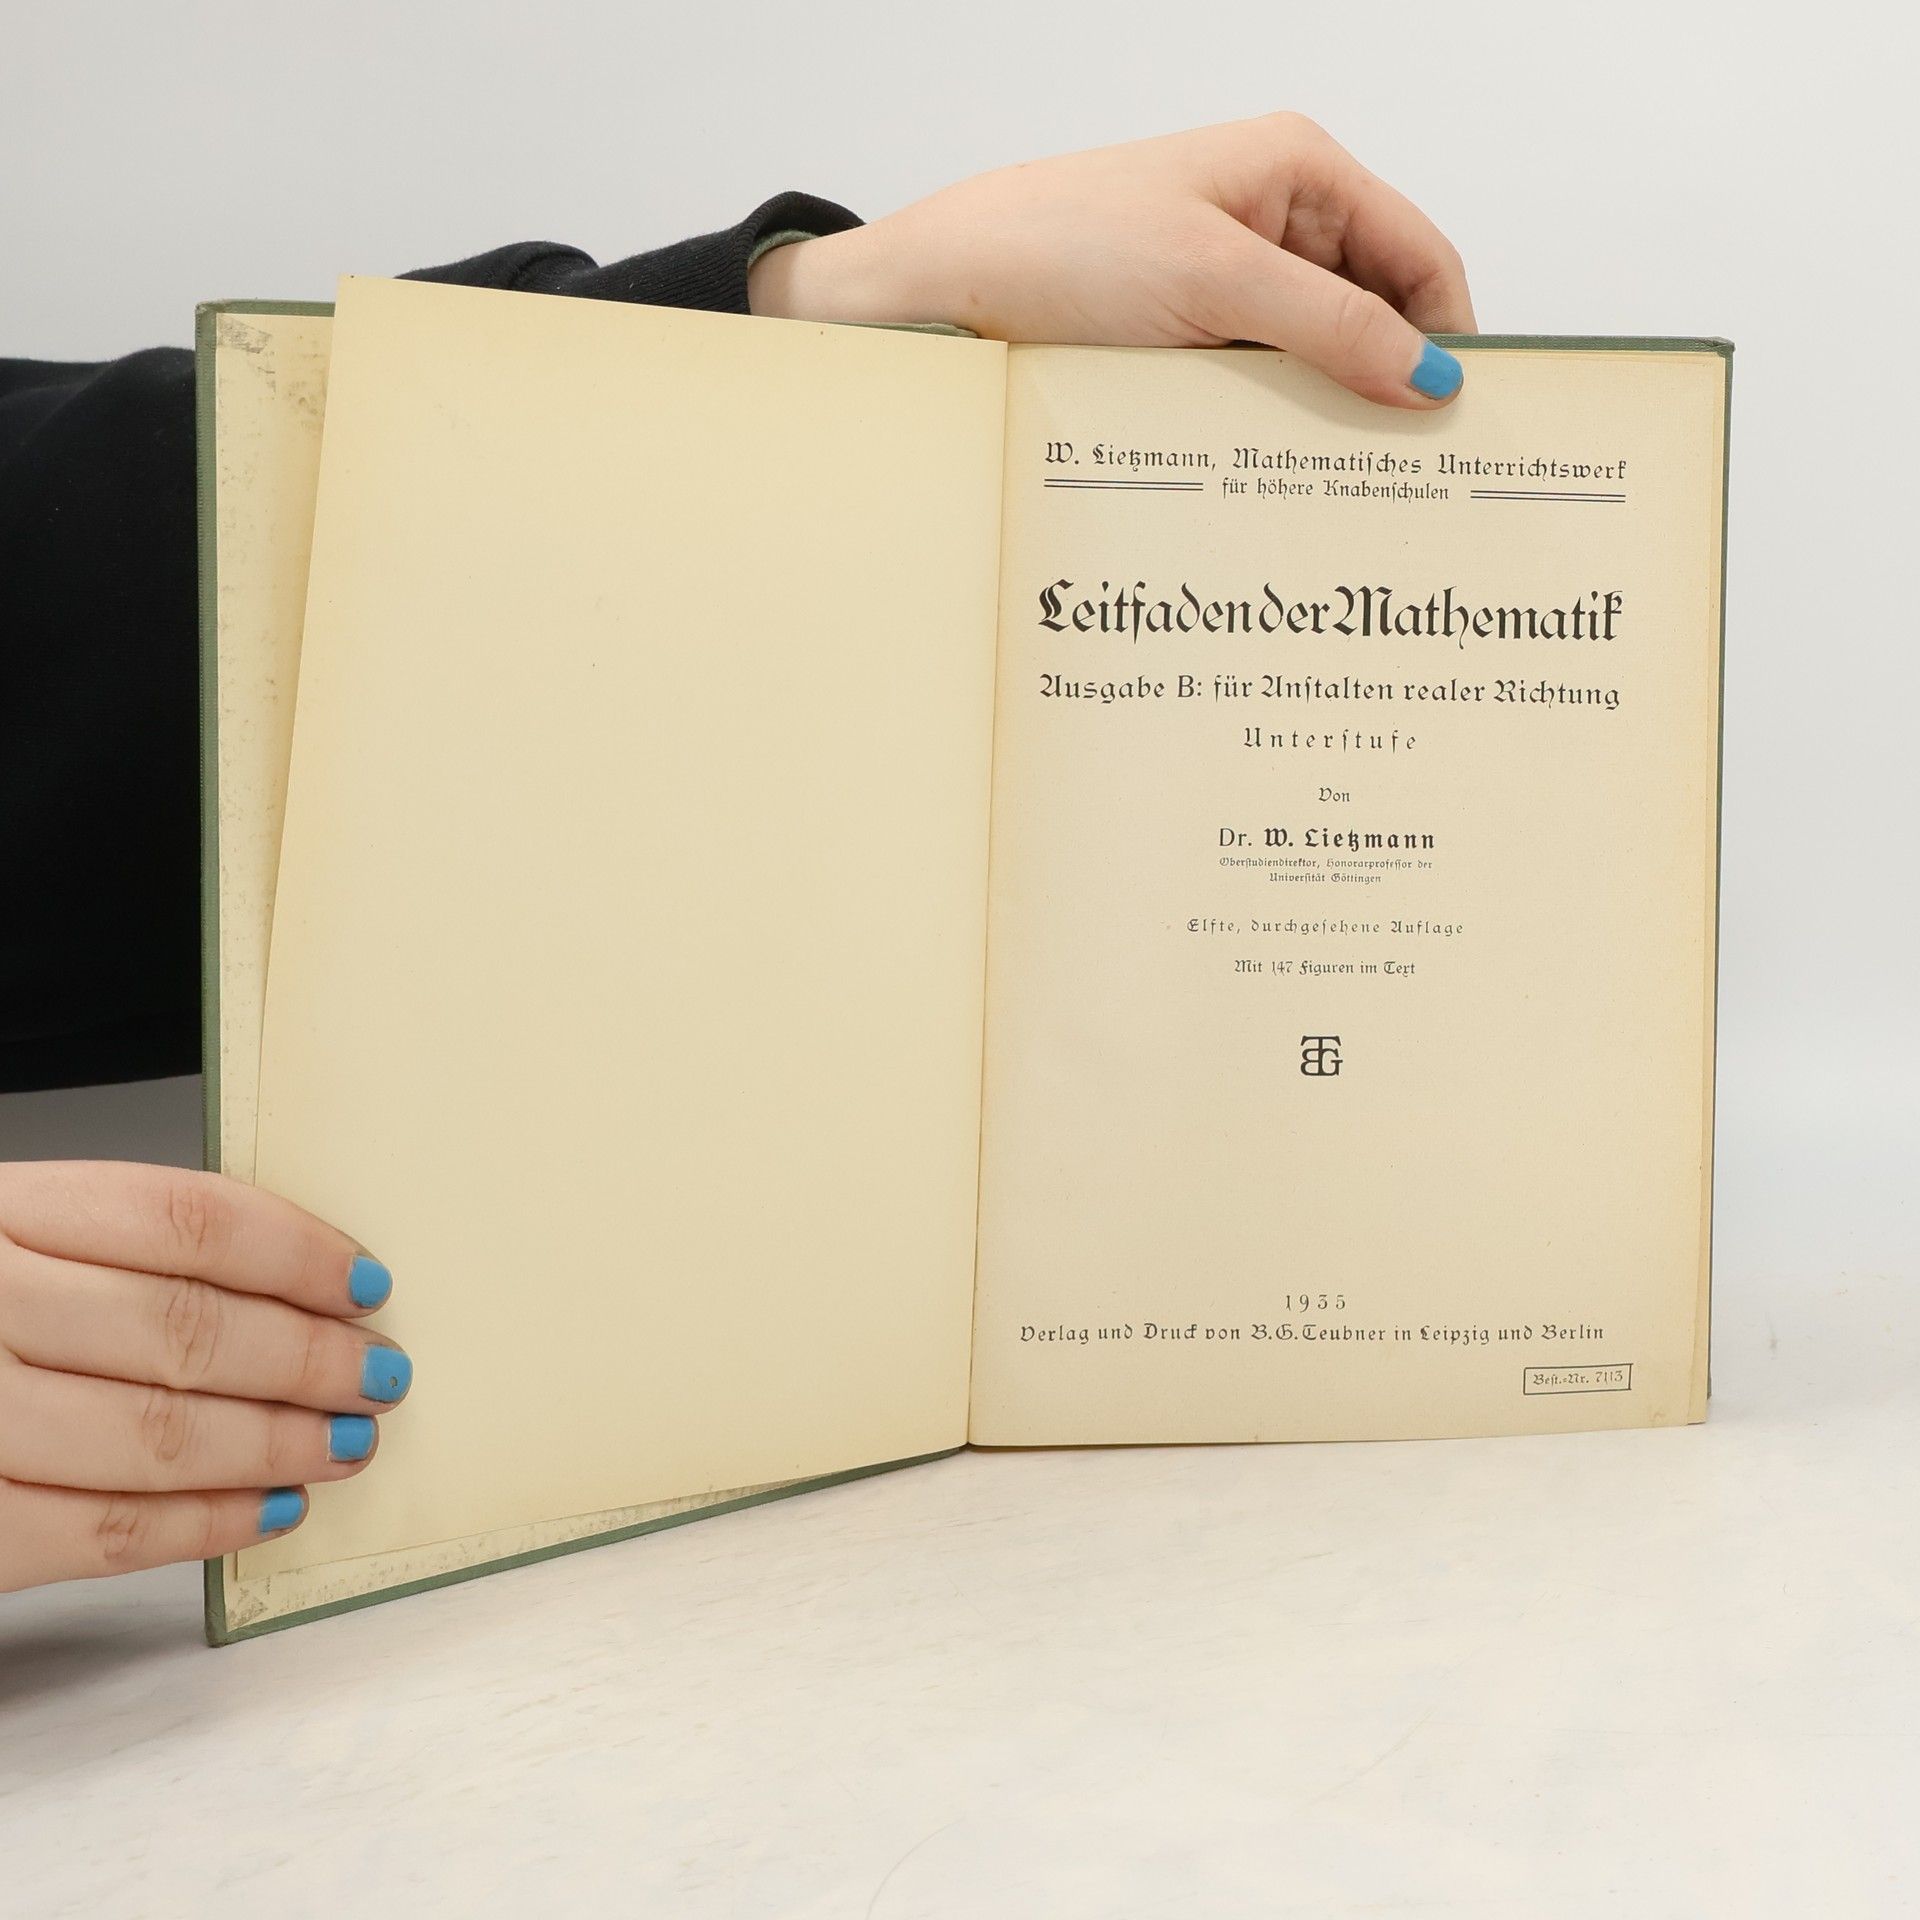 W. Lietzmann, Mathematisches Unterrichtswerk
für höhere Knabenschulen
Leitfaden der Mathematik
Ausgabe B: für Anstalten realer Richtung
Unterstufe
Von
Dr. W. Lietzmann
Oberstudiendirektor, Honorarprofessor der
Universität Göttingen
Elfte, durchgesehene Auflage
Mit 147 Figuren im Text
BTG
1935
Verlag und Druck von B.G.Teubner in Leipzig und Berlin
Best.-Nr. 7113